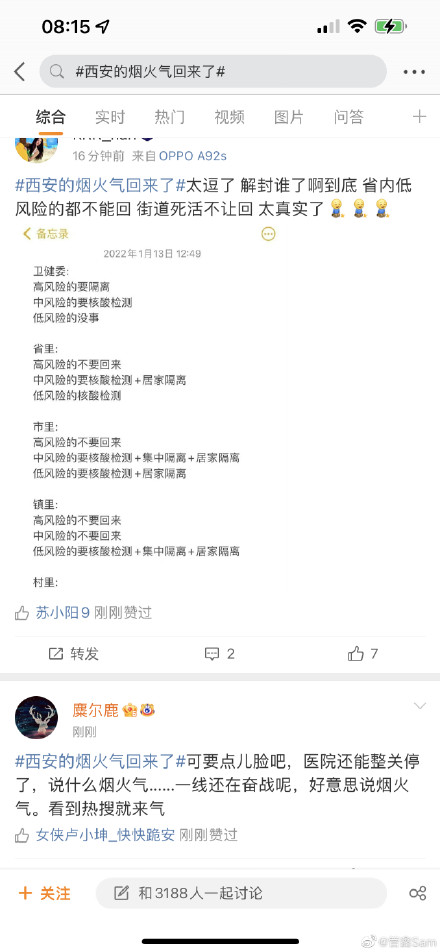 08:15
#西安的烟火气回来了#
综合 实时 热门 视频 图片 问答
16分钟前 来自 OPPO A92s
#西安的烟火气回来了#太逗了 解封谁了啊到底 省内低
风险的都不能回 街道死活不让回 太真实了
备忘录
2022年1月13日 12:49
卫健委:
高风险的要隔离
中风险的要核酸检测
低风险的没事
省里:
高风险的不要回来
中风险的要核酸检测+居家隔离
低风险的核酸检测
市里:
高风险的不要回来
中风险的要核酸检测+集中隔离+居家隔离
低风险的要核酸检测+居家隔离
镇里:
高风险的不要回来
中风险的不要回来
低风险的要核酸检测+集中隔离+居家隔离
村里:
苏小阳9 刚刚赞过
转发 2 7
麋尔鹿
刚刚
#西安的烟火气回来了#可要点儿脸吧，医院还能整关停
了，说什么烟火气......一线还在奋战呢，好意思说烟火
气。看到热搜就来气
女侠卢小坤_快快跪安 刚刚赞过
+ 关注 和3188人一起讨论